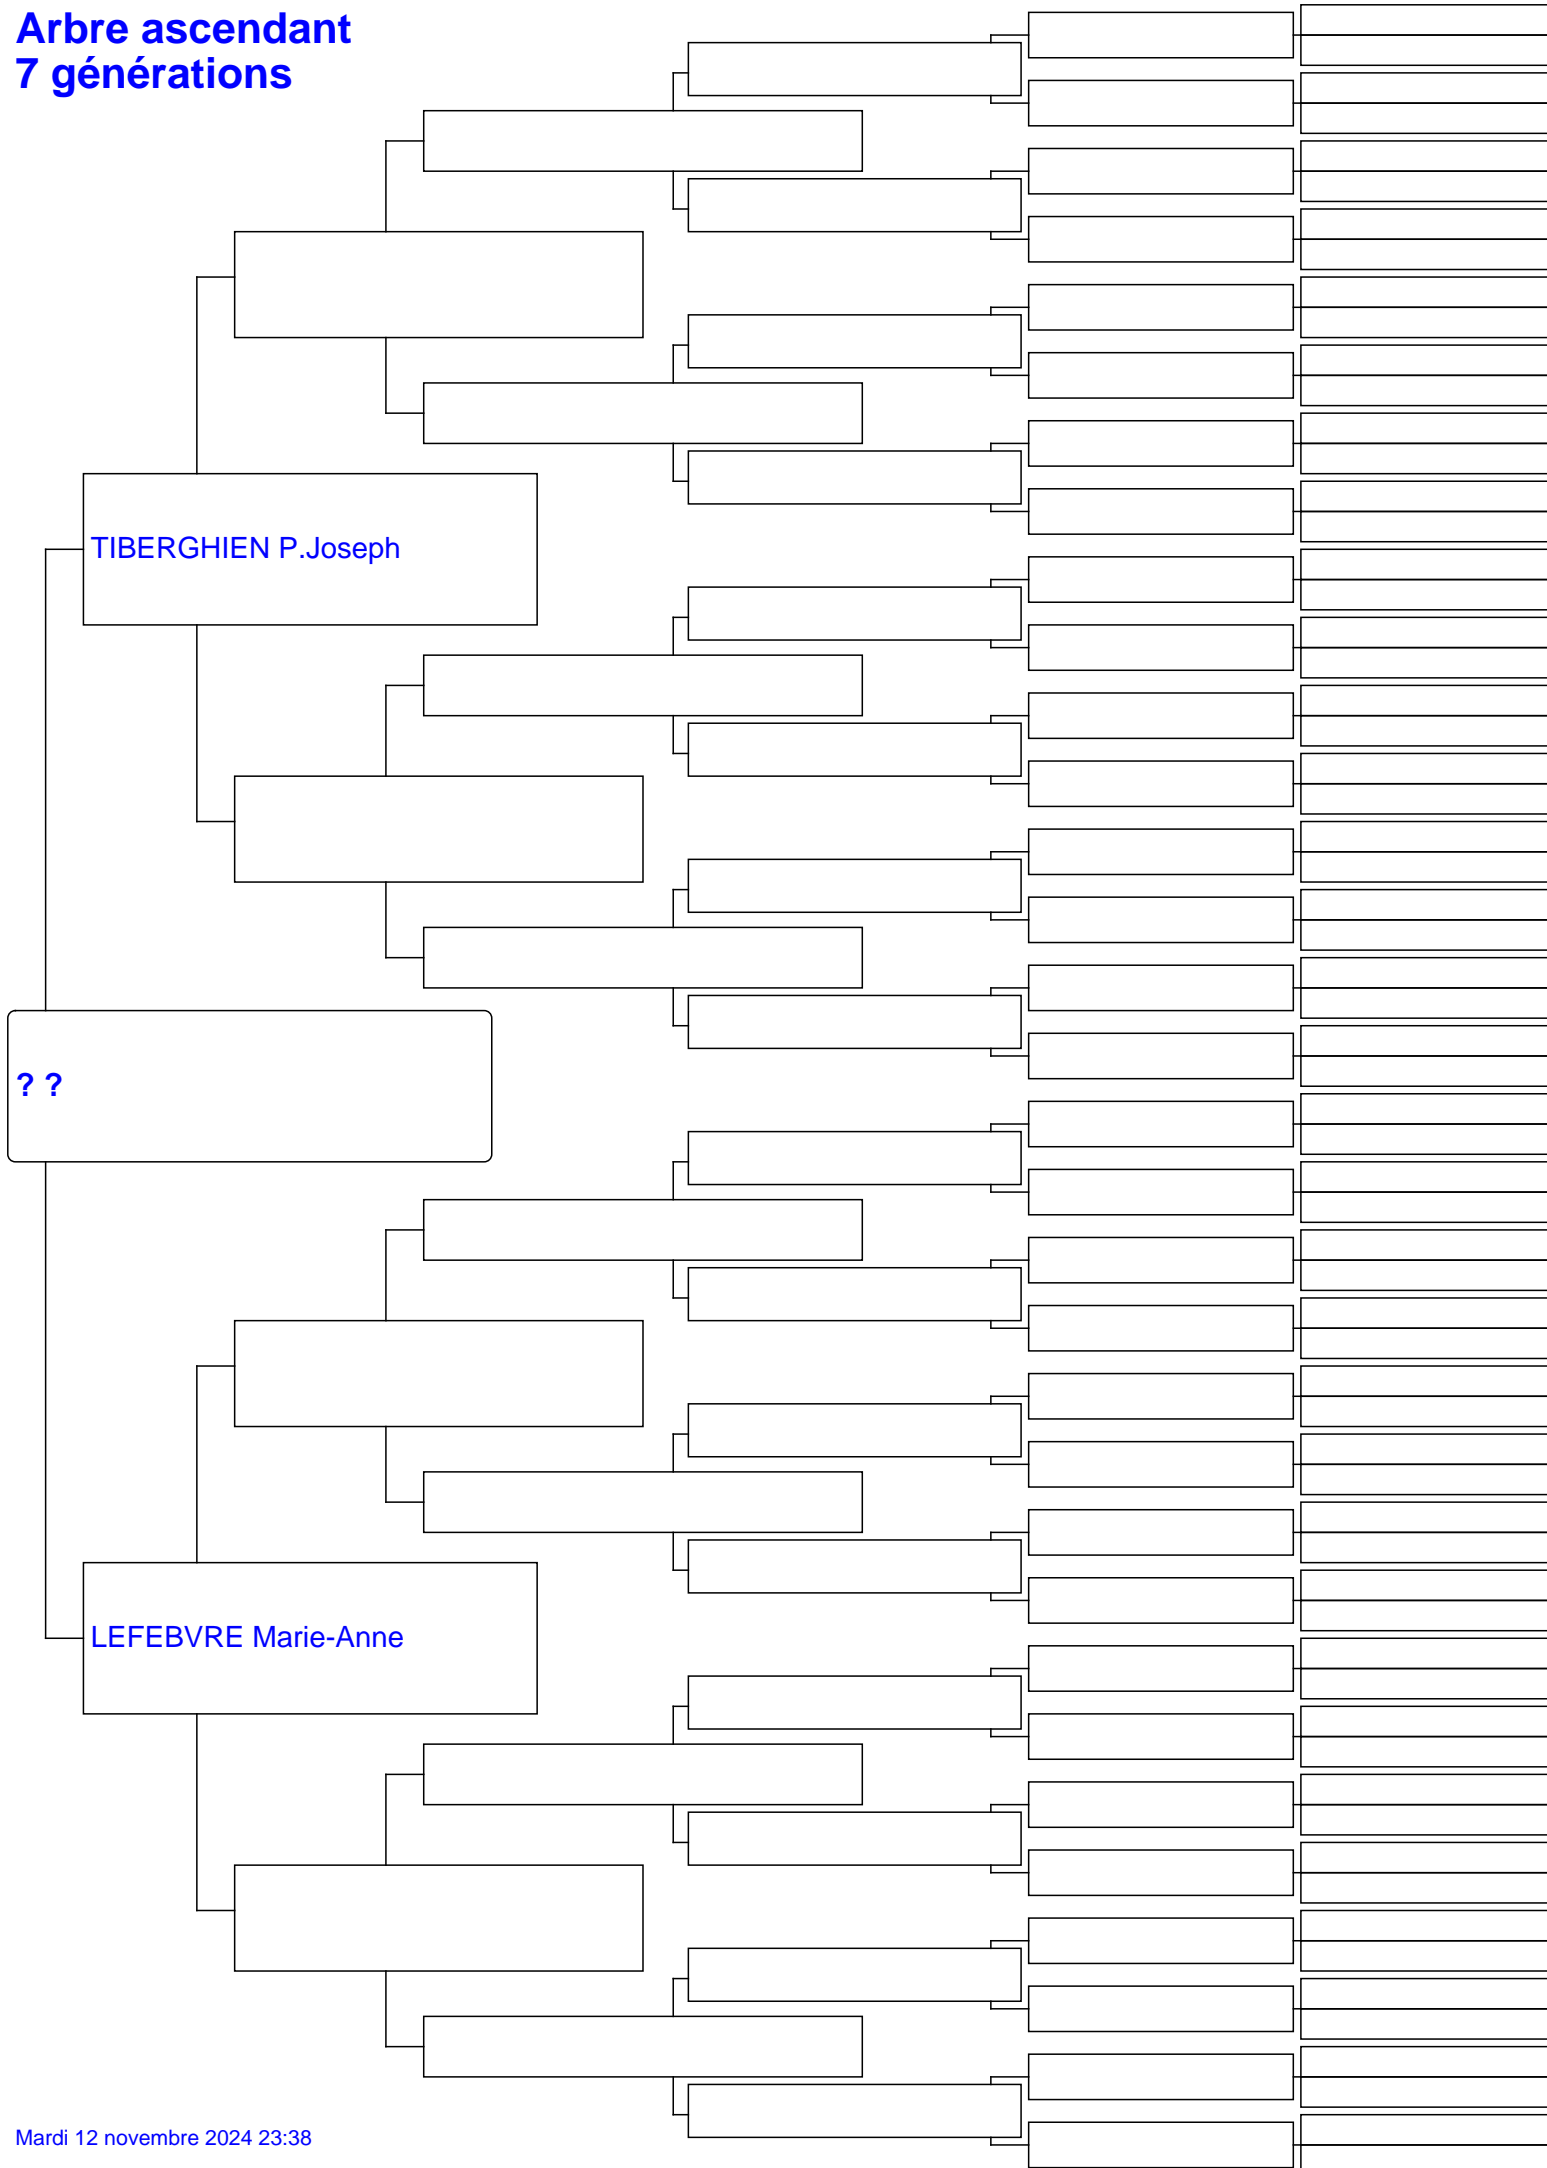 Arbre ascendant
7 générations
TIBERGHIEN P.Joseph
? ?
LEFEBVRE Marie-Anne
Mardi 12 novembre 2024 23:38